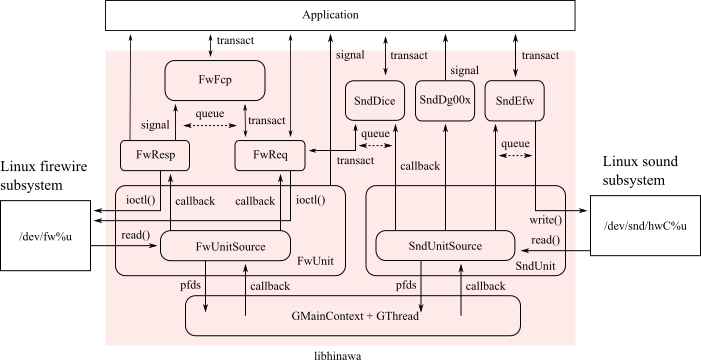 Application
transact
signal
transact
signal
transact
FwFcp
SndDice
SndDg00x
SndEfw
queue
signal
transact
queue
queue
FwResp
FwReq
transact
callback
Linux firewire
subsystem
Linux sound
subsystem
ioctl()
callback
callback
ioctl()
write()
/dev/fw%u
read()
FwUnitSource
FwUnit
SndUnitSource
read()
SndUnit
/dev/snd/hwC%u
pfds
callback
pfds
callback
GMainContext + GThread
libhinawa